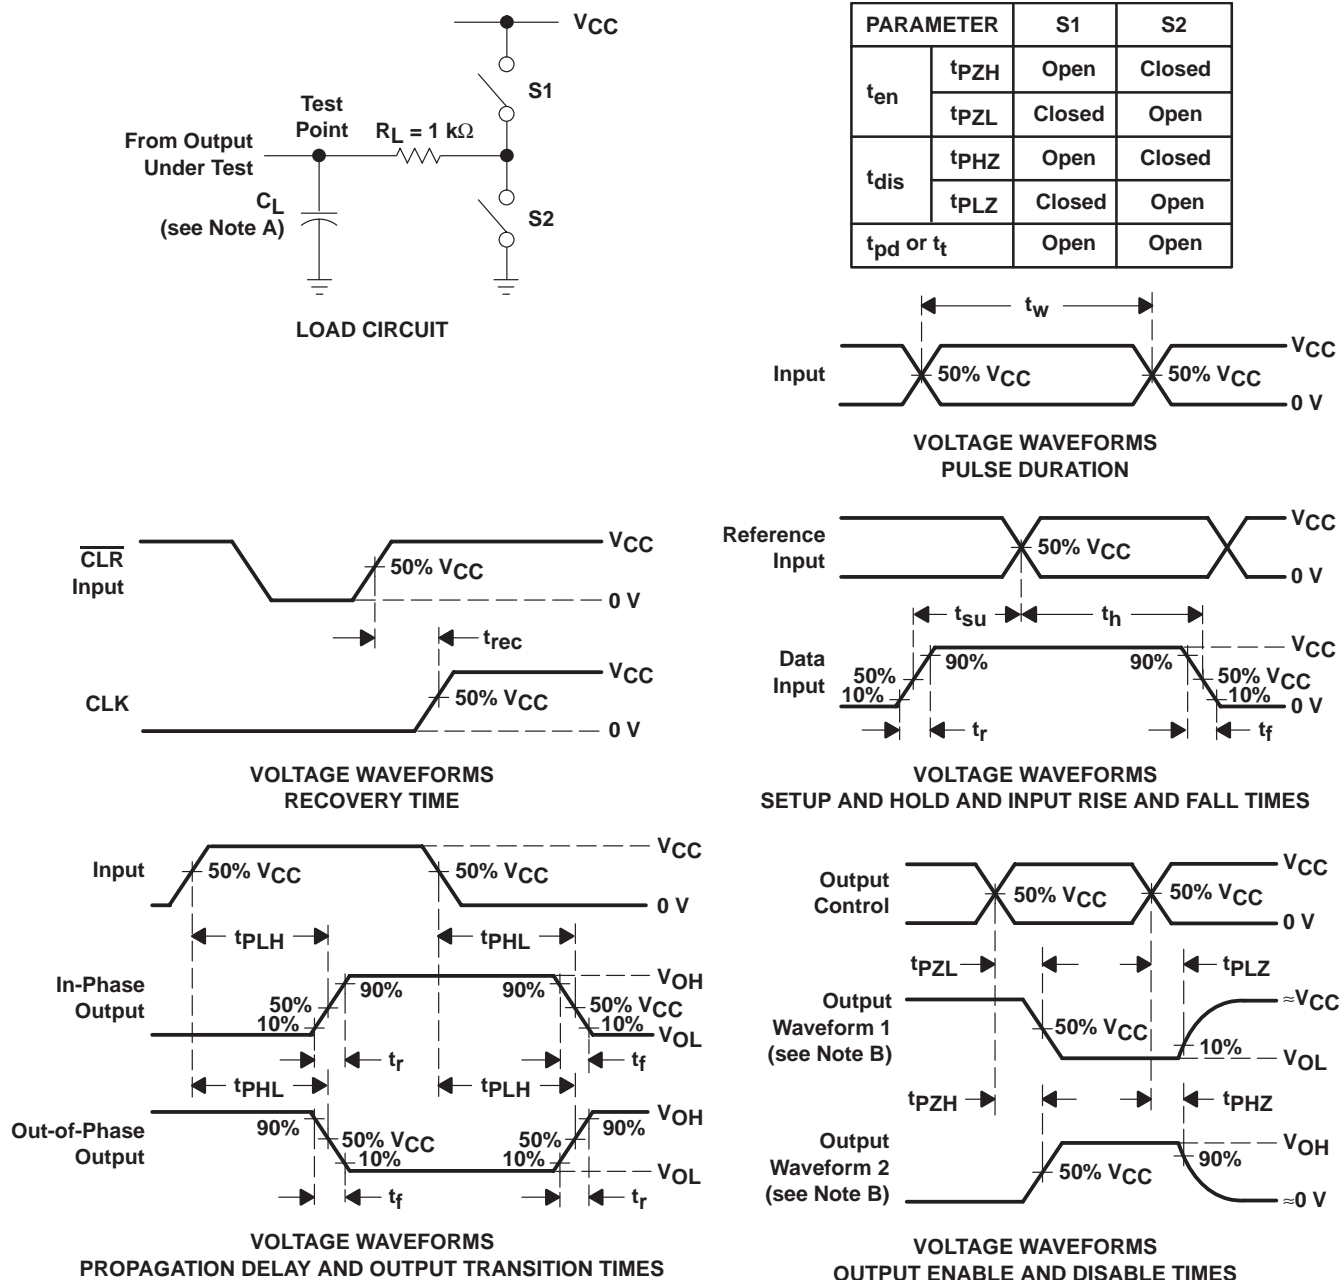 VCC
S1
Test
Point
RL = 1 kΩ
From Output
Under Test
CL
(see Note A)
S2
LOAD CIRCUIT
PARAMETER S1 S2
ten tPZH Open Closed
tPZL Closed Open
tdis tPHZ Open Closed
tPLZ Closed Open
tpd or tt Open Open
tw
Input 50% VCC 50% VCC VCC
0 V
VOLTAGE WAVEFORMS
PULSE DURATION
CLR
Input
50% VCC
VCC
0 V
trec
CLK
50% VCC
VCC
0 V
VOLTAGE WAVEFORMS
RECOVERY TIME
Reference
Input
50% VCC
VCC
0 V
tsu th
Data
Input
50%
10%
90% 90%
VCC
50% VCC
10%
0 V
tr tf
VOLTAGE WAVEFORMS
SETUP AND HOLD AND INPUT RISE AND FALL TIMES
Input 50% VCC 50% VCC
VCC
0 V
tPLH tPHL
In-Phase
Output
50%
10%
90% 90%
VOH
50% VCC
10%
VOL
tr tf
tPHL tPLH
Out-of-Phase
Output
90%
50% VCC
10%
50%
10%
90%
VOH
VOL
tf tr
VOLTAGE WAVEFORMS
PROPAGATION DELAY AND OUTPUT TRANSITION TIMES
Output
Control
50% VCC 50% VCC
VCC
0 V
tPZL tPLZ
Output
Waveform 1
(see Note B)
50% VCC
10%
≈VCC
VOL
tPZH tPHZ
Output
Waveform 2
(see Note B)
50% VCC
90%
VOH
≈0 V
VOLTAGE WAVEFORMS
OUTPUT ENABLE AND DISABLE TIMES